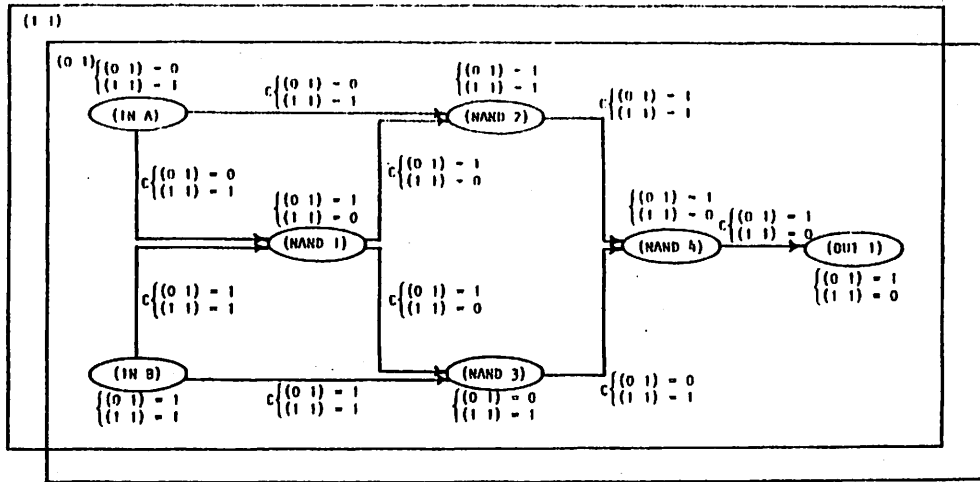 (1 1)
(0 1)
{(0 1) - 0
(1 1) - 1
(IN A)
C{(0 1) - 0
(1 1) - 1
{(0 1) - 1
(1 1) - 1
(NAND 2)
C{(0 1) - 1
(1 1) - 1
C{(0 1) = 0
(1 1) = 1
{(0 1) = 1
(1 1) = 0
(NAND 1)
C{(0 1) - 1
(1 1) - 0
{(0 1) - 1
(1 1) - 0
(NAND 4)
C{(0 1) - 1
(1 1) - 0
(OUT 1)
{(0 1) = 1
(1 1) = 0
C{(0 1) = 1
(1 1) = 1
C{(0 1) = 1
(1 1) = 0
(IN B)
{(0 1) = 1
(1 1) = 1
C{(0 1) = 1
(1 1) = 1
(NAND 3)
{(0 1) = 0
(1 1) = 1
C{(0 1) = 0
(1 1) - 1